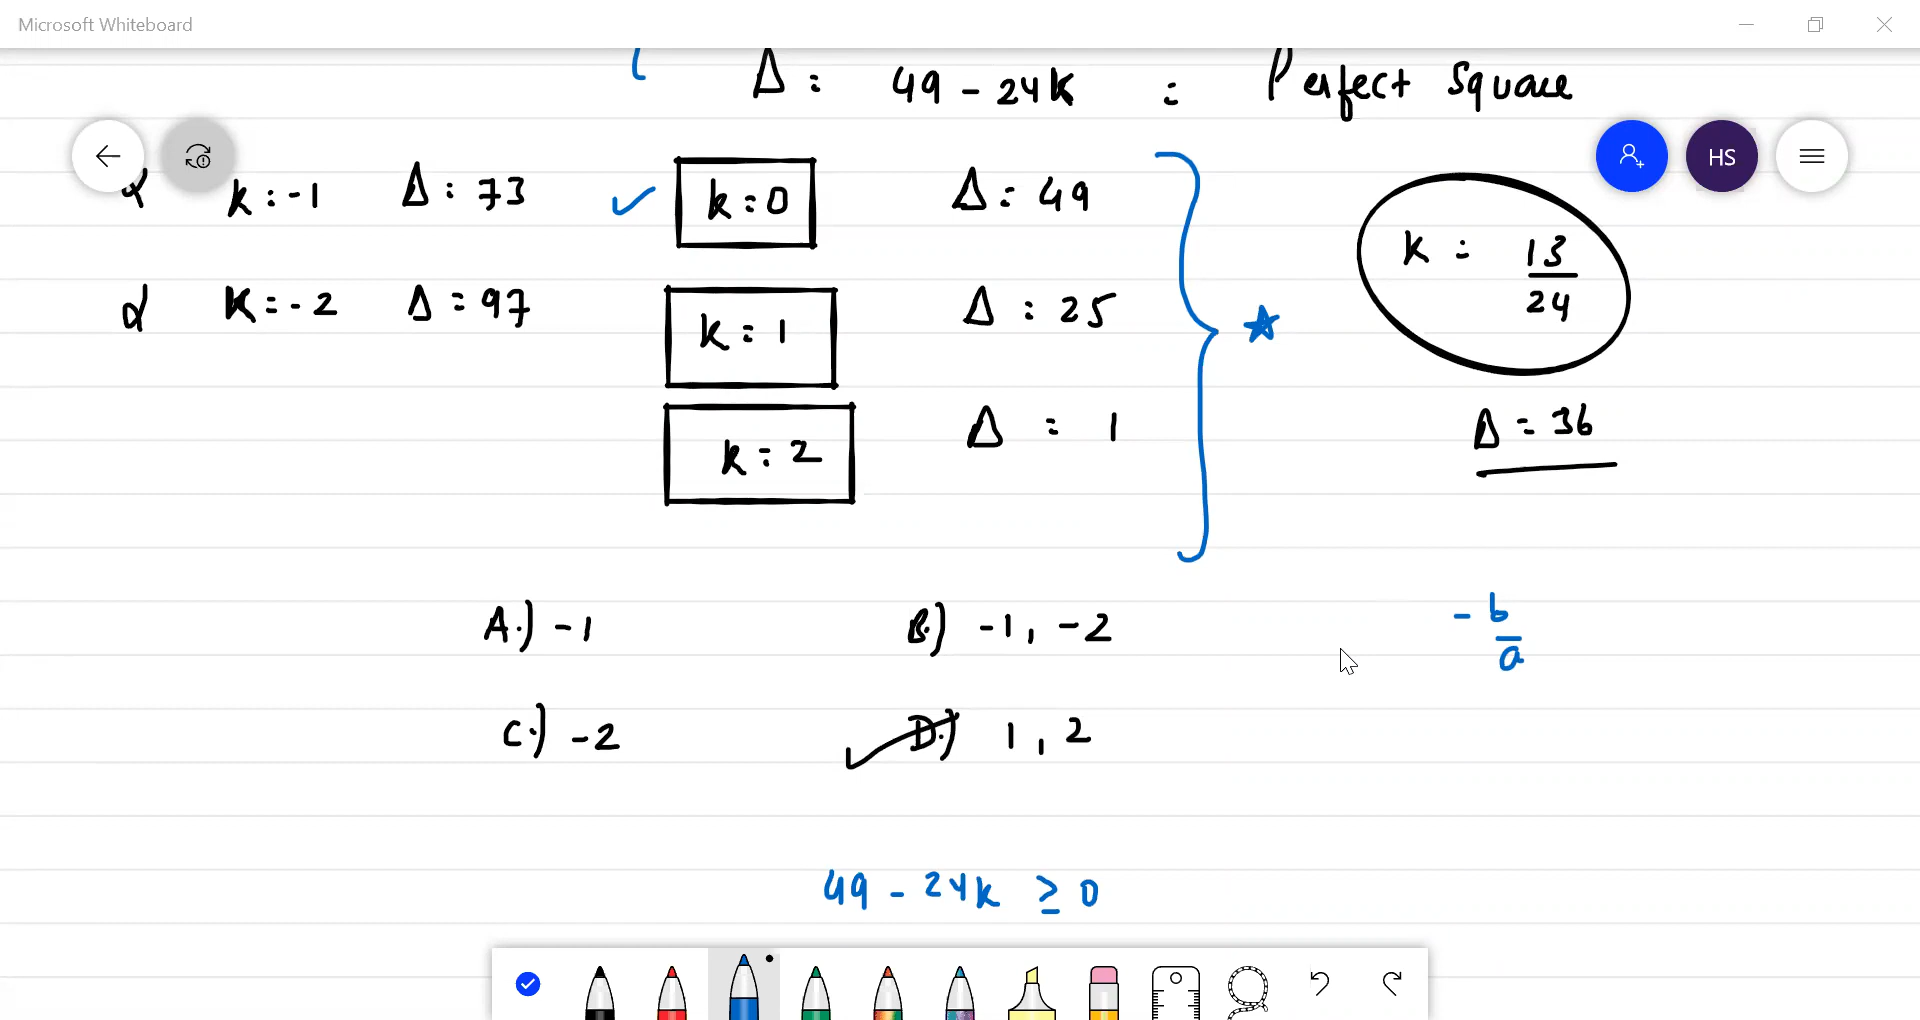 Microsoft Whiteboard
Δ = 49 - 24k = Perfect Square
HS
k = -1 Δ = 73 k = 0 Δ = 49
k = 13/24
k = -2 Δ = 97 k = 1 Δ = 25
k = 2 Δ = 1 Δ = 36
A.) -1 B.) -1, -2
- b/a
C.) -2 D.) 1, 2
49 - 24k ≥ 0